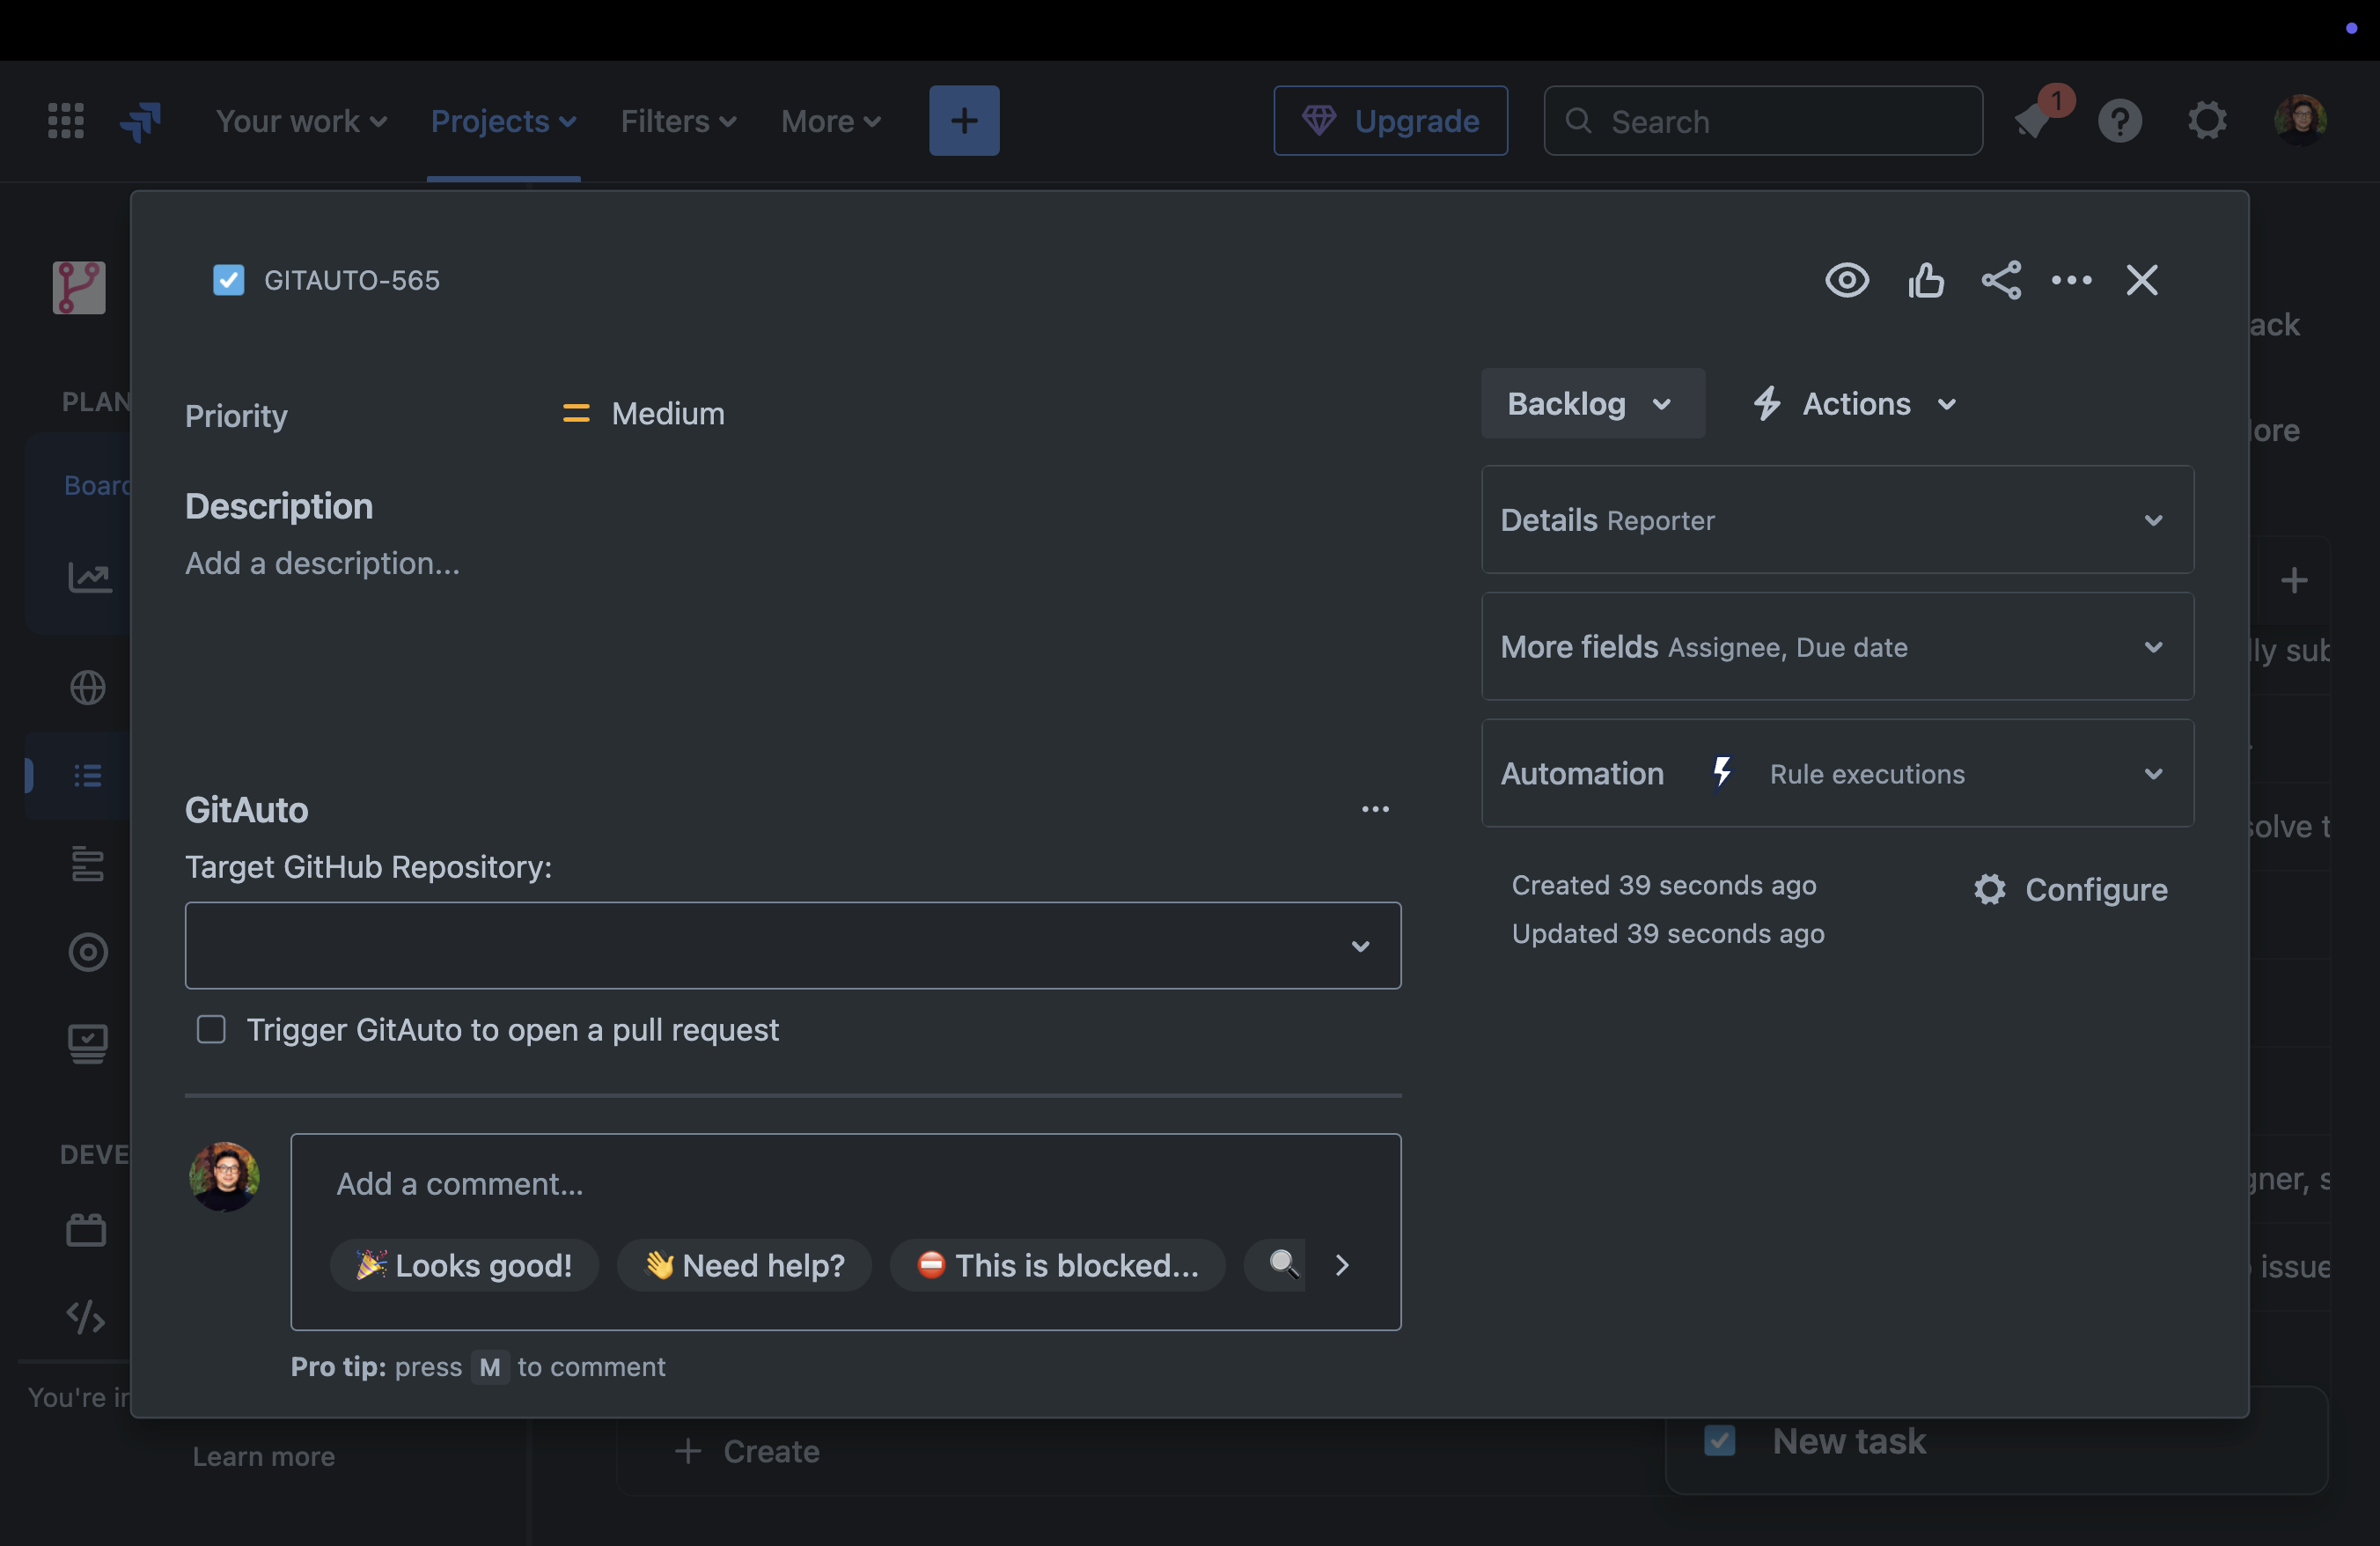 Your work
Projects
Filters
More
Upgrade
Search
1
GITAUTO-565
ack
PLAN
Priority
Medium
Backlog
Actions
ore
Board
Description
Add a description...
Details Reporter
More fields Assignee, Due date
lly sub
Automation
Rule executions
GitAuto
solve t
Target GitHub Repository:
Created 39 seconds ago
Configure
Updated 39 seconds ago
Trigger GitAuto to open a pull request
DEVE
Add a comment...
gner, s
🎉 Looks good!
👋 Need help?
⛔ This is blocked...
🔍
issue
Pro tip: press M to comment
You're in
New task
Create
Learn more